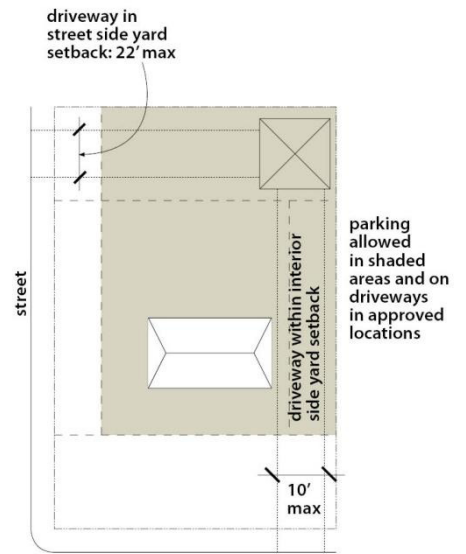 driveway in
street side yard
setback: 22' max
street
driveway within interior
side yard setback
parking
allowed
in shaded
areas and on
driveways
in approved
locations
10'
max